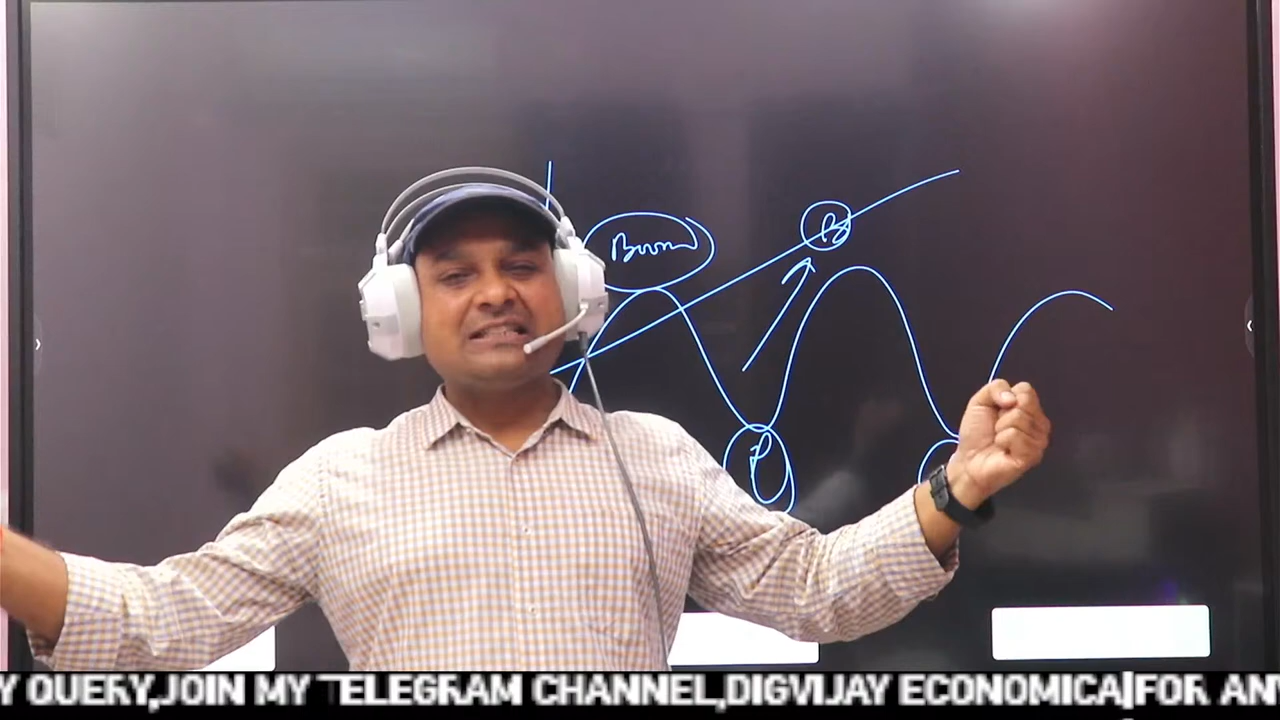 Boom
B
P
Y QUERY,JOIN MY TELEGRAM CHANNEL,DIGVIJAY ECONOMICA|FOR AN